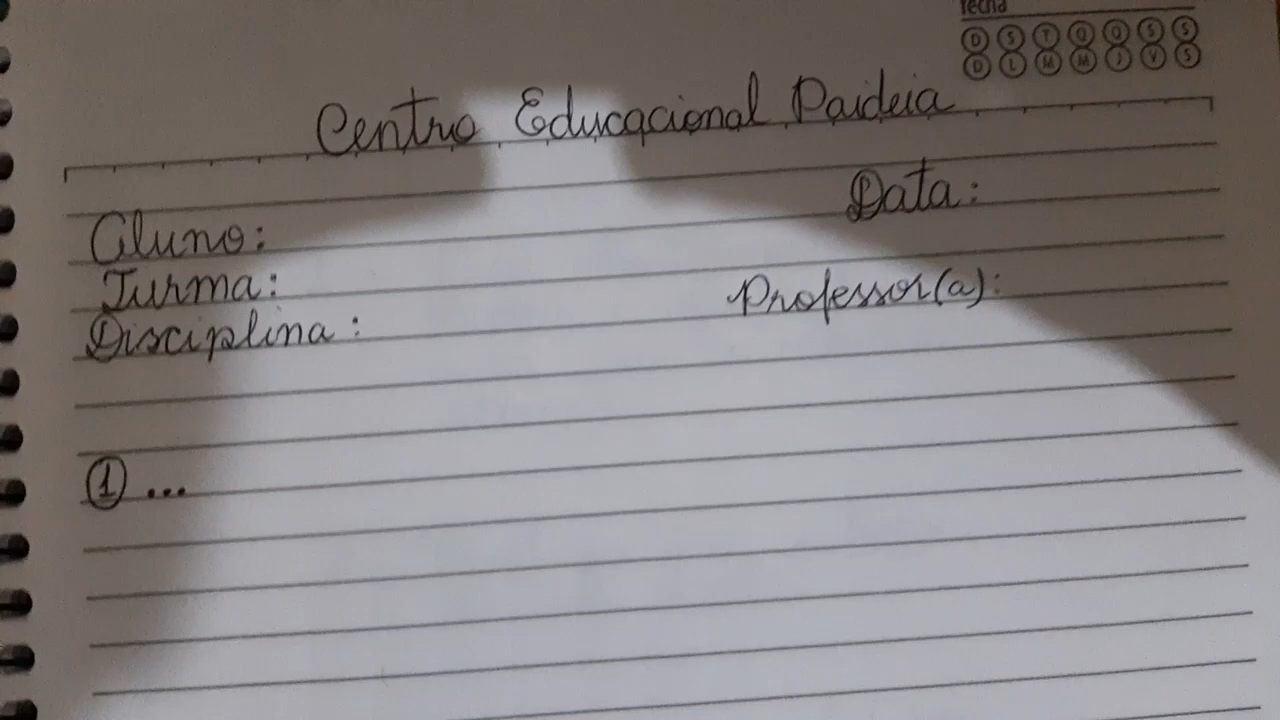 fecha
D S T Q Q S S
D L M M J V S
Centro Educacional Paideia
Aluno: Data:
Turma: Professor(a):
Disciplina:
1 ...